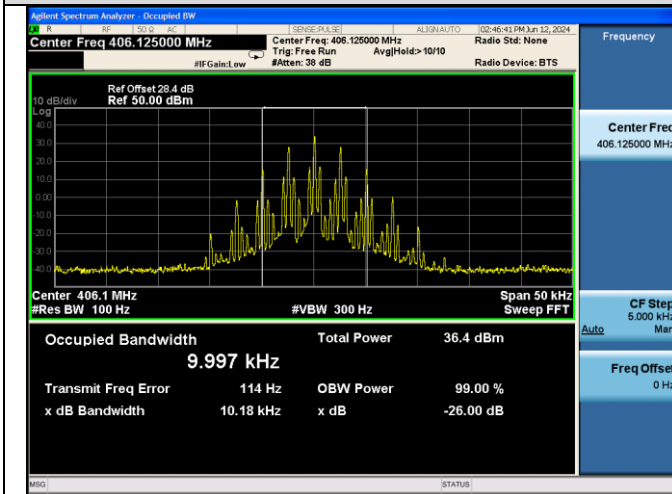 Agilent Spectrum Analyzer - Occupied BW
R RF 50 Ω AC SENSE:PULSE ALIGN AUTO 02:46:41 PM Jun 12, 2024
Center Freq 406.125000 MHz Center Freq: 406.125000 MHz Radio Std: None Frequency
Trig: Free Run Avg|Hold:>10/10
#IFGain:Low #Atten: 38 dB Radio Device: BTS
Ref Offset 28.4 dB
10 dB/div Ref 50.00 dBm
Log
40.0
30.0
20.0
10.0
0.00
-10.0
-20.0
-30.0
-40.0
Center Freq
406.125000 MHz
Center 406.1 MHz Span 50 kHz
#Res BW 100 Hz #VBW 300 Hz Sweep FFT
CF Step
5.000 kHz
Auto Man
Occupied Bandwidth Total Power 36.4 dBm
9.997 kHz
Freq Offset
0 Hz
Transmit Freq Error 114 Hz OBW Power 99.00 %
x dB Bandwidth 10.18 kHz x dB -26.00 dB
MSG STATUS